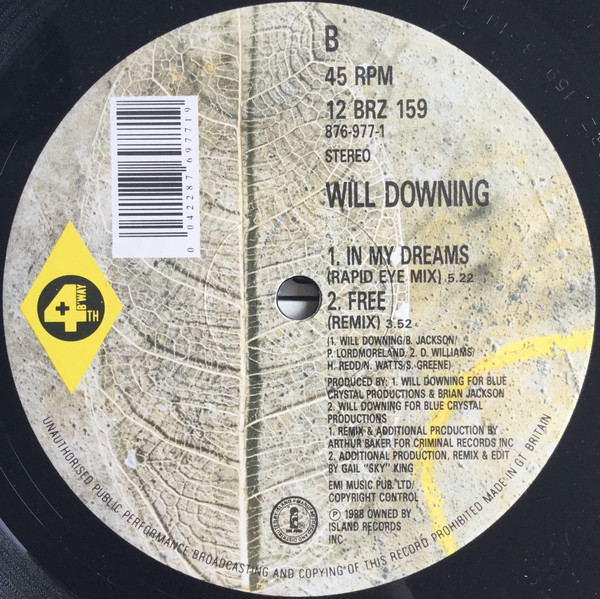 B
45 RPM
12 BRZ 159
876-977-1
STEREO
WILL DOWNING
1. IN MY DREAMS
(RAPID EYE MIX) 5.22
2. FREE
(REMIX) 3.52
(1. WILL DOWNING/B. JACKSON/
P. LORDMORELAND, 2. D. WILLIAMS/
H. REDD/N. WATTS/S. GREENE)
PRODUCED BY: 1. WILL DOWNING FOR BLUE
CRYSTAL PRODUCTIONS & BRIAN JACKSON
2. WILL DOWNING FOR BLUE CRYSTAL
PRODUCTIONS
1. REMIX & ADDITIONAL PRODUCTION BY
ARTHUR BAKER FOR CRIMINAL RECORDS INC
2. ADDITIONAL PRODUCTION, REMIX & EDIT
BY GAIL "SKY" KING
EMI MUSIC PUB. LTD/
COPYRIGHT CONTROL
Ⓟ 1988 OWNED BY
ISLAND RECORDS
INC
0 042287 697719
4TH + B'WAY
UNAUTHORISED PUBLIC PERFORMANCE BROADCASTING AND COPYING OF THIS RECORD PROHIBITED MADE IN GT BRITAIN